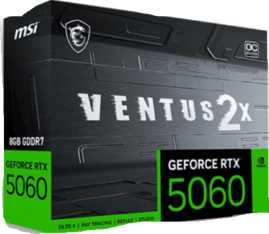 msi
OC
VENTUS 2X
8GB GDDR7
GEFORCE RTX
5060
GEFORCE RTX
5060